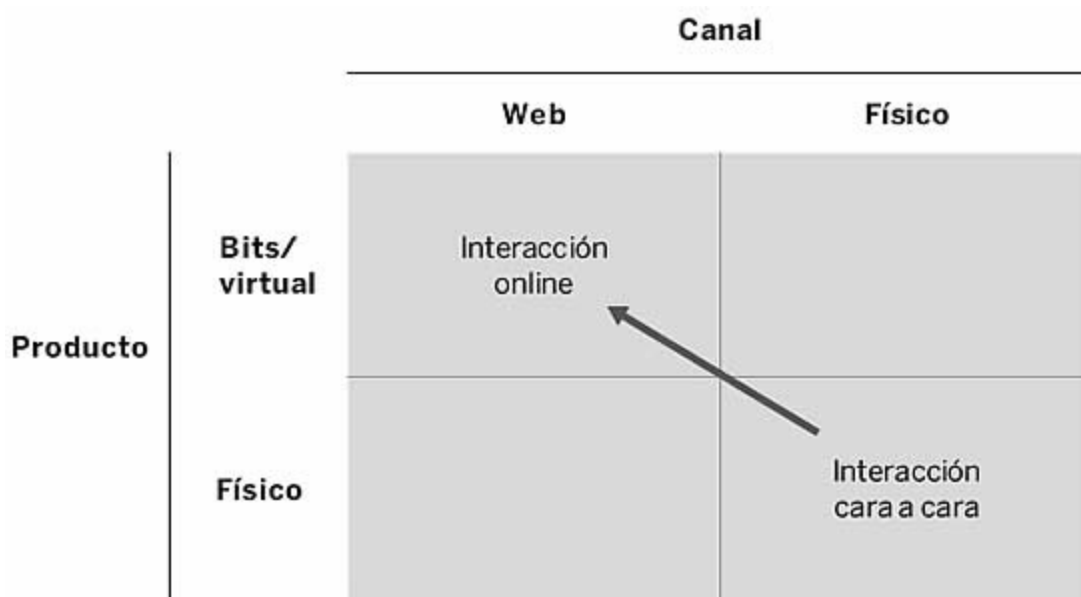 Canal
Web Físico
Bits/
virtual
Interacción
online
Producto
Físico
Interacción
cara a cara